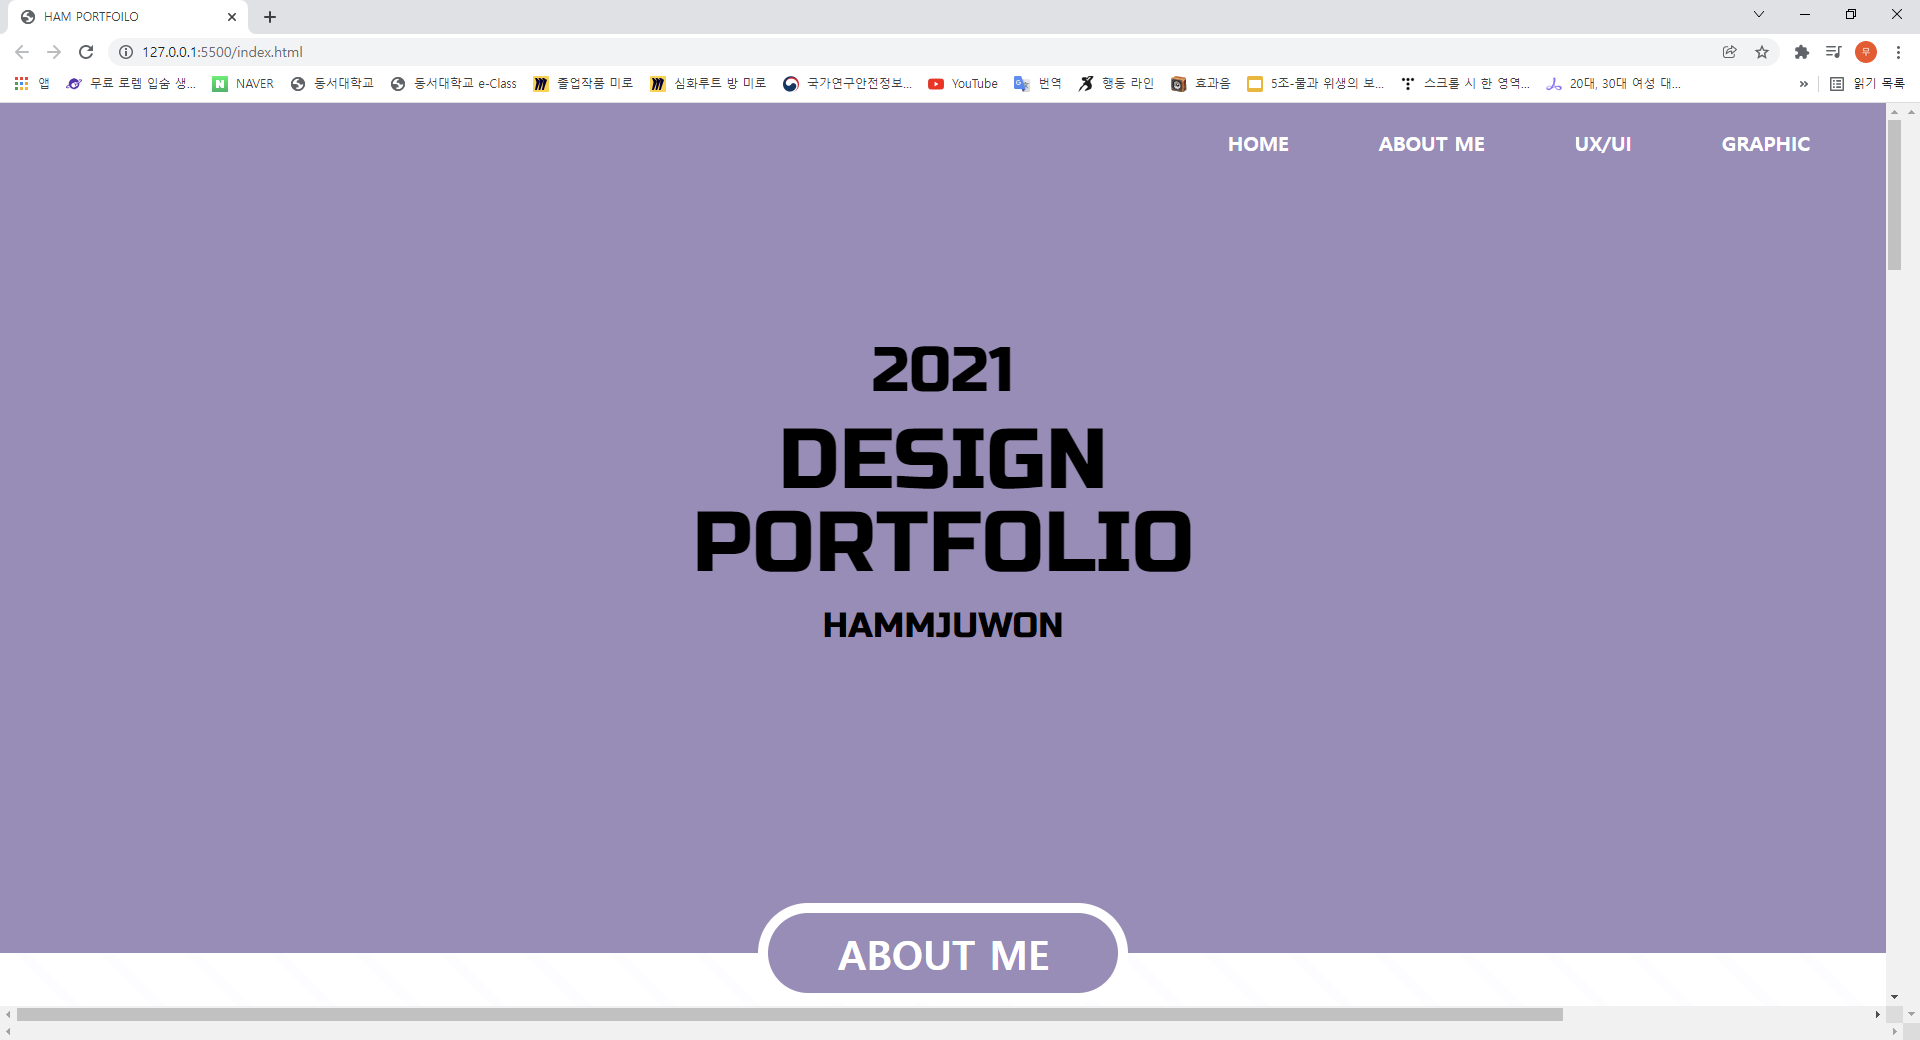 HAM PORTFOILO
127.0.0.1:5500/index.html
무
앱
무료 로렘 입숨 생...
NAVER
동서대학교
동서대학교 e-Class
졸업작품 미로
심화루트 방 미로
국가연구안전정보...
YouTube
번역
행동 라인
효과음
5조-물과 위생의 보...
스크롤 시 한 영역...
20대, 30대 여성 대...
»
읽기 목록
HOME
ABOUT ME
UX/UI
GRAPHIC
2021
DESIGN
PORTFOLIO
HAMMJUWON
ABOUT ME